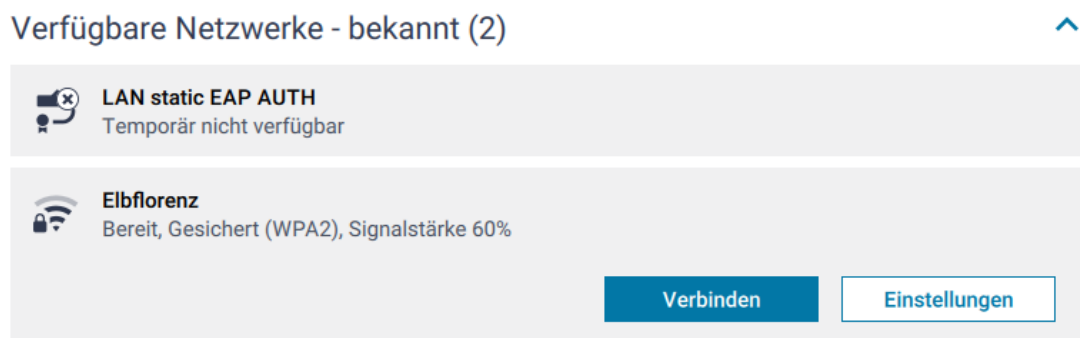 Verfügbare Netzwerke - bekannt (2)
LAN static EAP AUTH
Temporär nicht verfügbar
Elbflorenz
Bereit, Gesichert (WPA2), Signalstärke 60%
Verbinden
Einstellungen